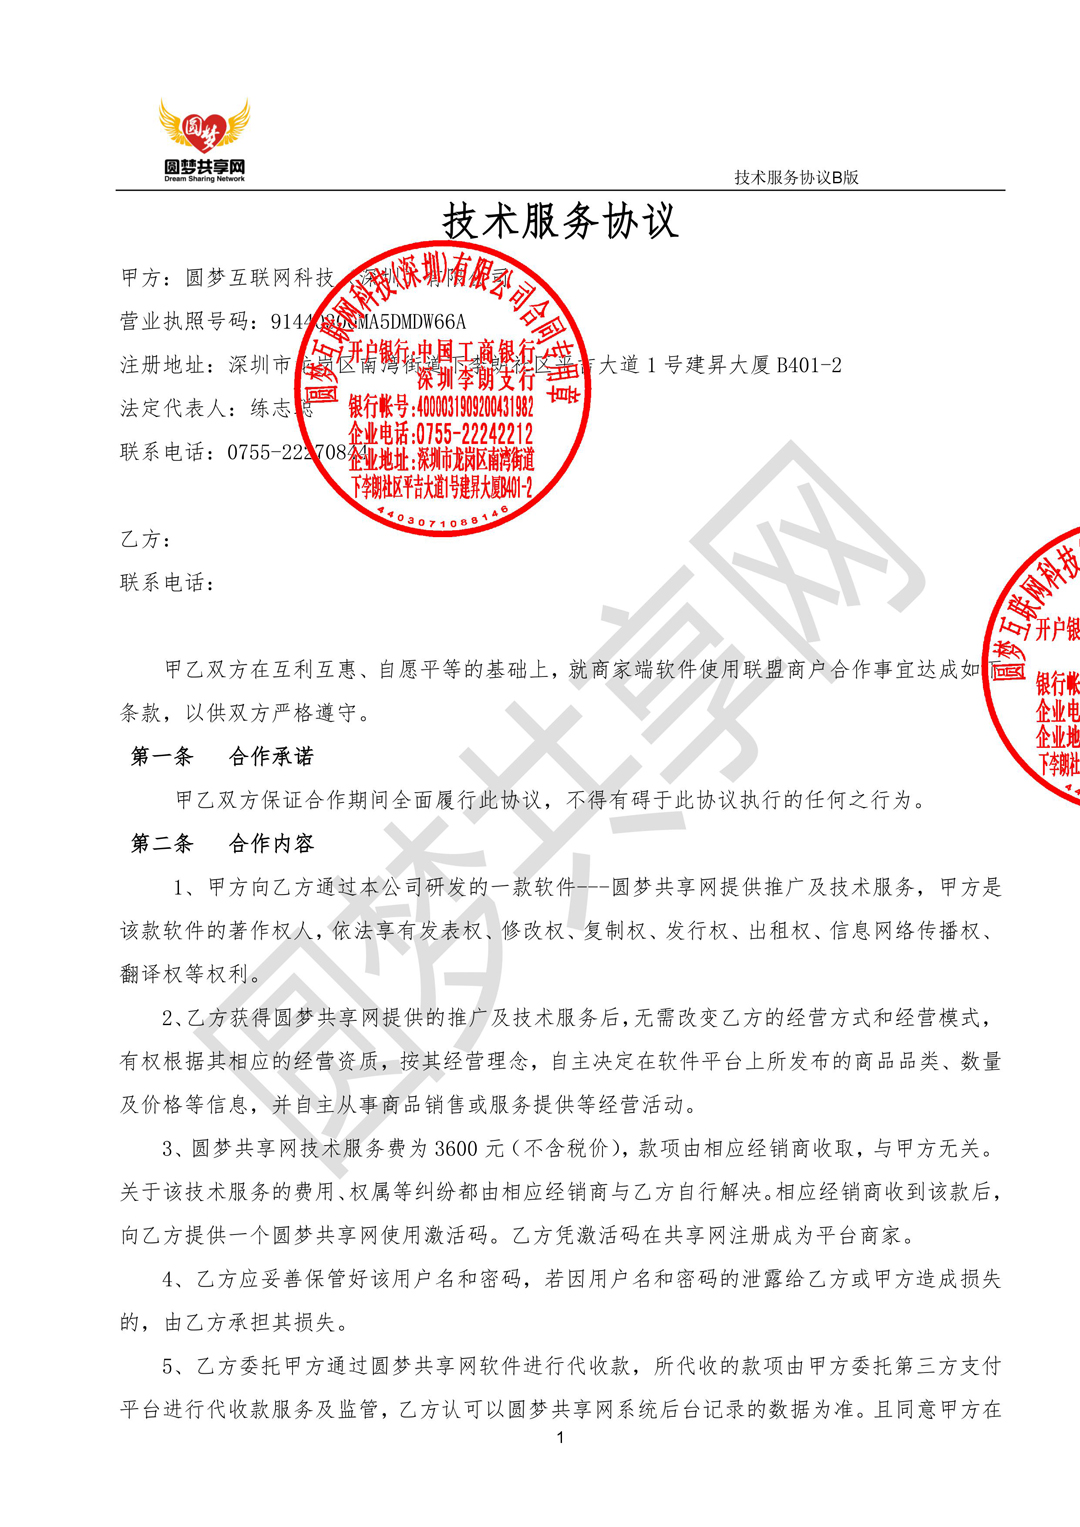 圆梦
圆梦共享网
Dream Sharing Network
技术服务协议B版
技术服务协议
甲方：圆梦互联网科技（深圳）有限公司
营业执照号码：914403006MA5DMDW66A
注册地址：深圳市龙岗区南湾街道下李朗社区平吉大道 1 号建昇大厦 B401-2
法定代表人：练志聪
联系电话：0755-22270844
圆梦互联网科技(深圳)有限公司合同专用章
开户银行:中国工商银行
深圳李朗支行
银行帐号:4000031909200431982
企业电话:0755-22242212
企业地址:深圳市龙岗区南湾街道
下李朗社区平吉大道1号建昇大厦B401-2
4403071088146
乙方：
联系电话：
圆梦互联网科技
开户银
银行帐
企业电
企业地
下李朗社
44
甲乙双方在互利互惠、自愿平等的基础上，就商家端软件使用联盟商户合作事宜达成如下
条款，以供双方严格遵守。
第一条 合作承诺
甲乙双方保证合作期间全面履行此协议，不得有碍于此协议执行的任何之行为。
第二条 合作内容
1、甲方向乙方通过本公司研发的一款软件---圆梦共享网提供推广及技术服务，甲方是
该款软件的著作权人，依法享有发表权、修改权、复制权、发行权、出租权、信息网络传播权、
翻译权等权利。
2、乙方获得圆梦共享网提供的推广及技术服务后，无需改变乙方的经营方式和经营模式，
有权根据其相应的经营资质，按其经营理念，自主决定在软件平台上所发布的商品品类、数量
及价格等信息，并自主从事商品销售或服务提供等经营活动。
3、圆梦共享网技术服务费为 3600 元（不含税价），款项由相应经销商收取，与甲方无关。
关于该技术服务的费用、权属等纠纷都由相应经销商与乙方自行解决。相应经销商收到该款后，
向乙方提供一个圆梦共享网使用激活码。乙方凭激活码在共享网注册成为平台商家。
4、乙方应妥善保管好该用户名和密码，若因用户名和密码的泄露给乙方或甲方造成损失
的，由乙方承担其损失。
5、乙方委托甲方通过圆梦共享网软件进行代收款，所代收的款项由甲方委托第三方支付
平台进行代收款服务及监管，乙方认可以圆梦共享网系统后台记录的数据为准。且同意甲方在
圆梦共享网
1